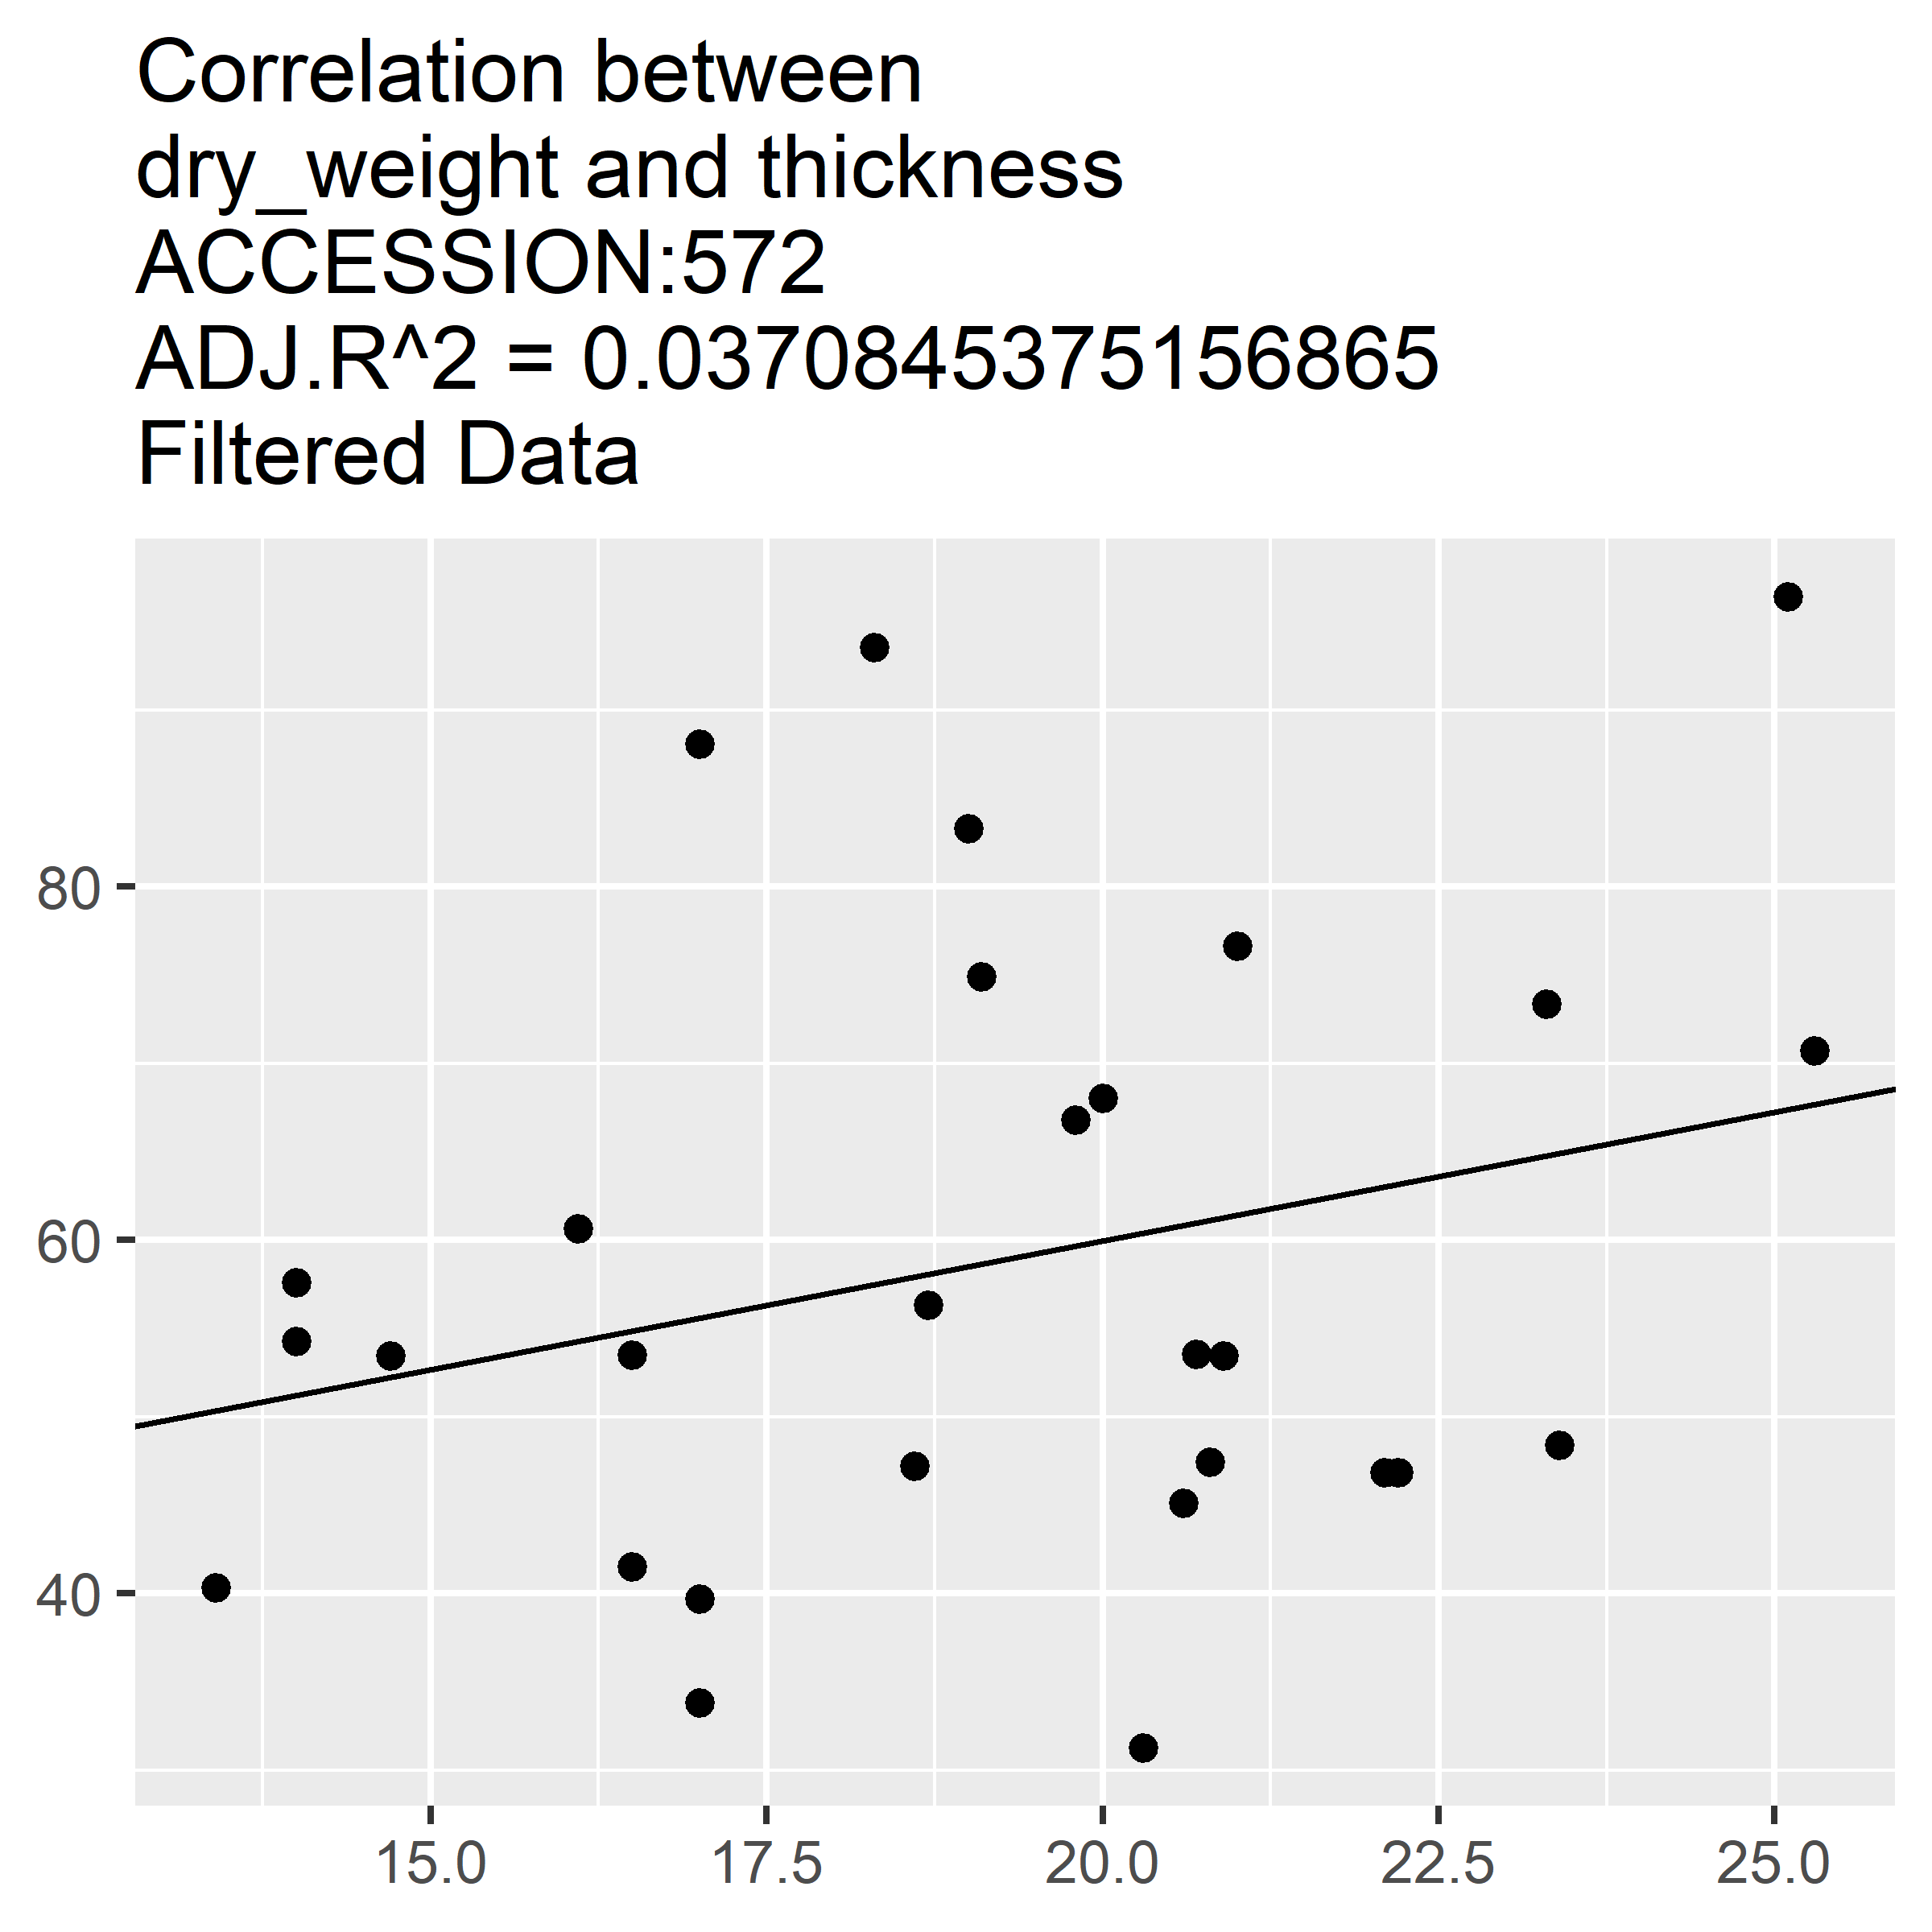 Correlation between
dry_weight and thickness
ACCESSION:572
ADJ.R^2 = 0.0370845375156865
Filtered Data
80
60
40
15.0 17.5 20.0 22.5 25.0